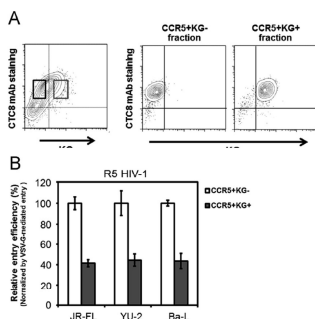 A
CCR5+KG-
fraction
CCR5+KG+
fraction
CTC8 mAb staining
CTC8 mAb staining
B
R5 HIV-1
Relative entry efficiency (%)
(Normalized by VSV-G-mediated entry)
120
100
80
60
40
20
0
CCR5+KG-
CCR5+KG+
JR-FL
YU-2
Ba-L